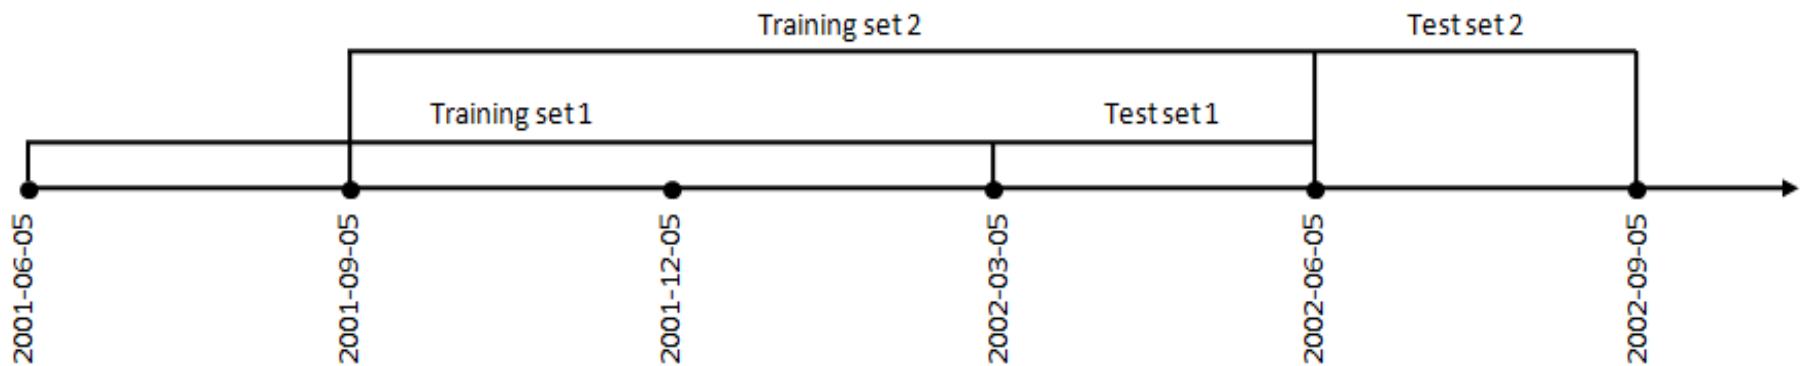 Training set 2
Test set 2
Training set 1
Test set 1
2001-06-05
2001-09-05
2001-12-05
2002-03-05
2002-06-05
2002-09-05